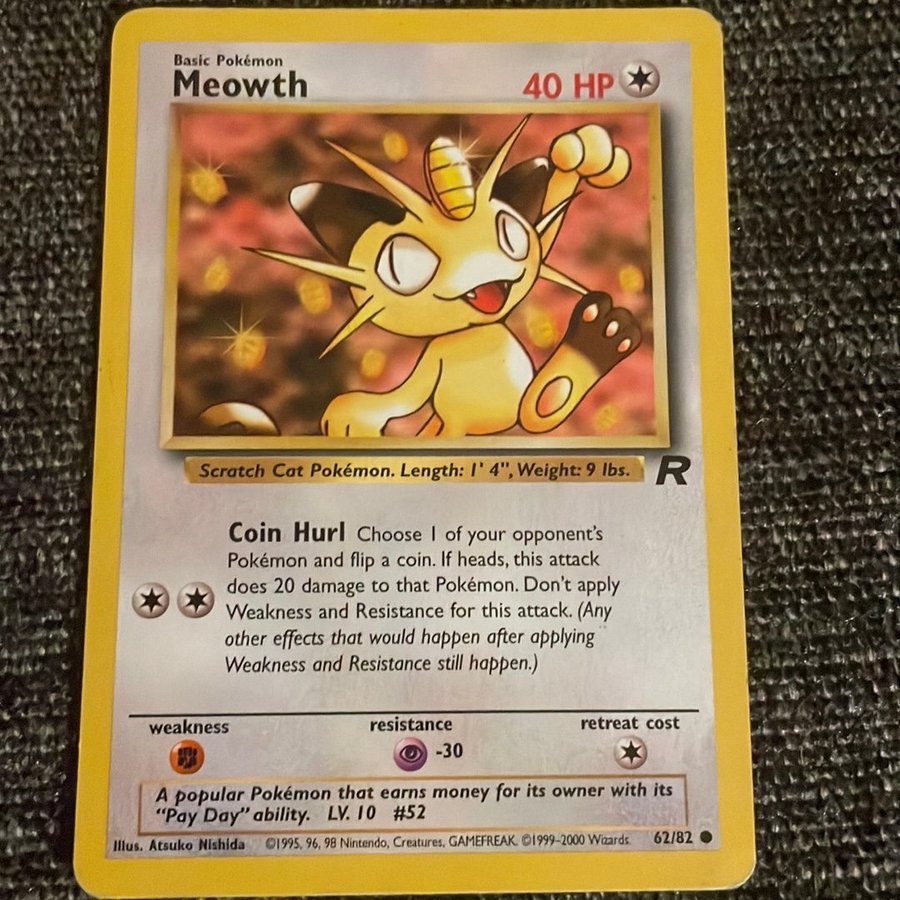 Basic Pokémon
Meowth
40 HP
Scratch Cat Pokémon. Length: 1' 4", Weight: 9 lbs.
R
Coin Hurl Choose 1 of your opponent's
Pokémon and flip a coin. If heads, this attack
does 20 damage to that Pokémon. Don't apply
Weakness and Resistance for this attack. (Any
other effects that would happen after applying
Weakness and Resistance still happen.)
weakness resistance retreat cost
-30
A popular Pokémon that earns money for its owner with its
"Pay Day" ability. LV. 10 #52
Illus. Atsuko Nishida ©1995, 96, 98 Nintendo, Creatures, GAMEFREAK. ©1999-2000 Wizards. 62/82